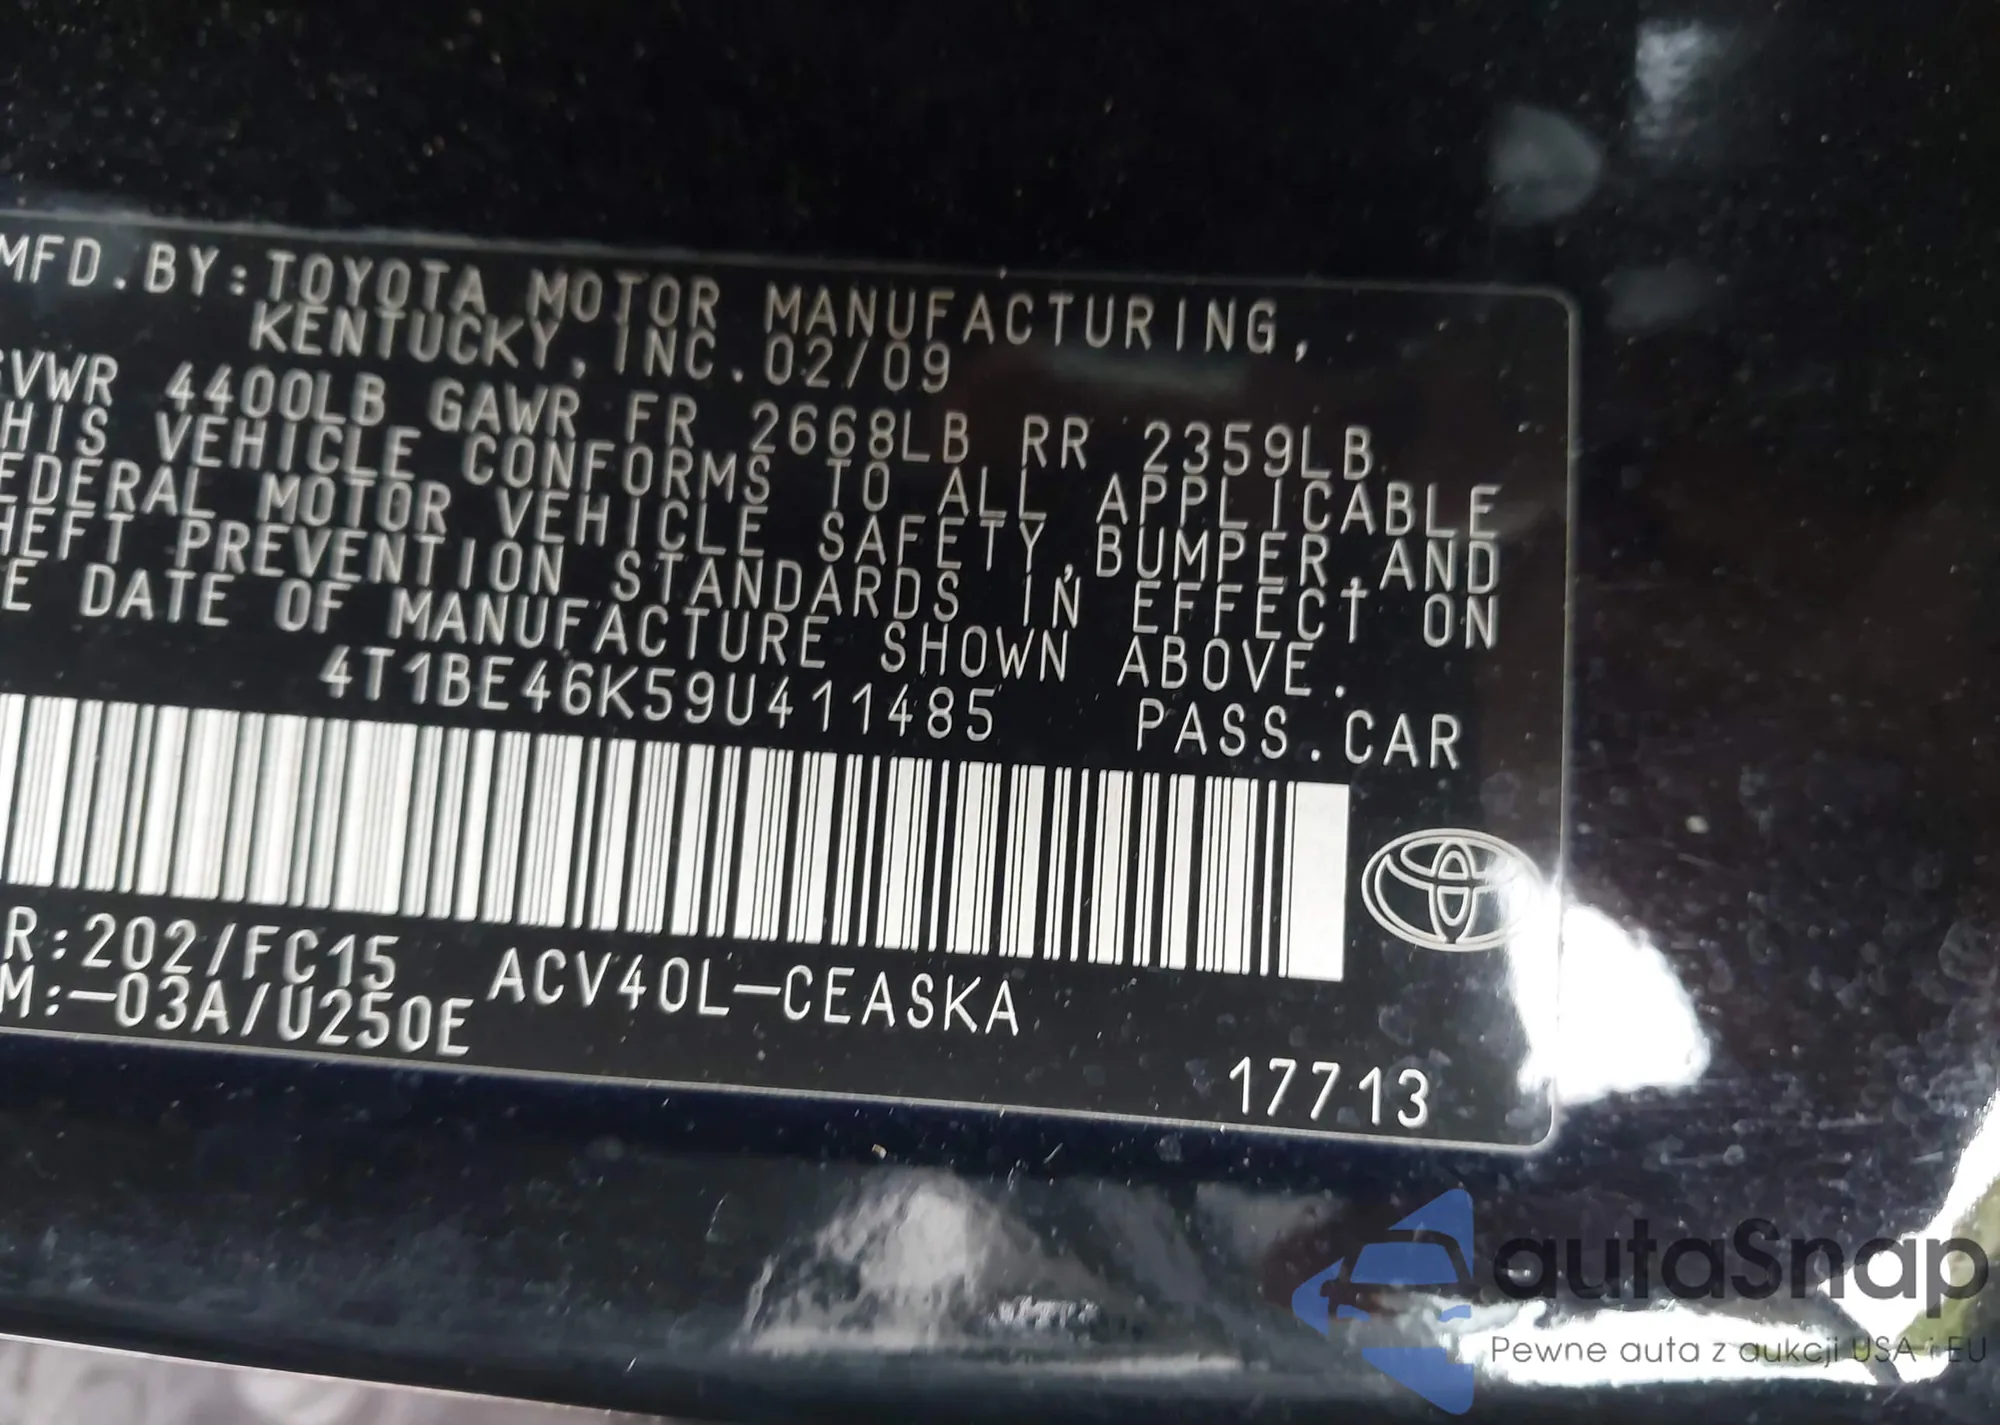 MFD.BY:TOYOTA MOTOR MANUFACTURING,
KENTUCKY, INC.02/09
GVWR 4400LB GAWR FR 2668LB RR 2359LB
HIS VEHICLE CONFORMS TO ALL APPLICABLE
EDERAL MOTOR VEHICLE SAFETY,BUMPER,AND
HEFT PREVENTION STANDARDS IN EFFECT ON
E DATE OF MANUFACTURE SHOWN ABOVE.
4T1BE46K59U411485 PASS.CAR
R:202/FC15 ACV40L-CEASKA
M:-03A/U250E
17713
autaSnap
Pewne auta z aukcji USA i EU